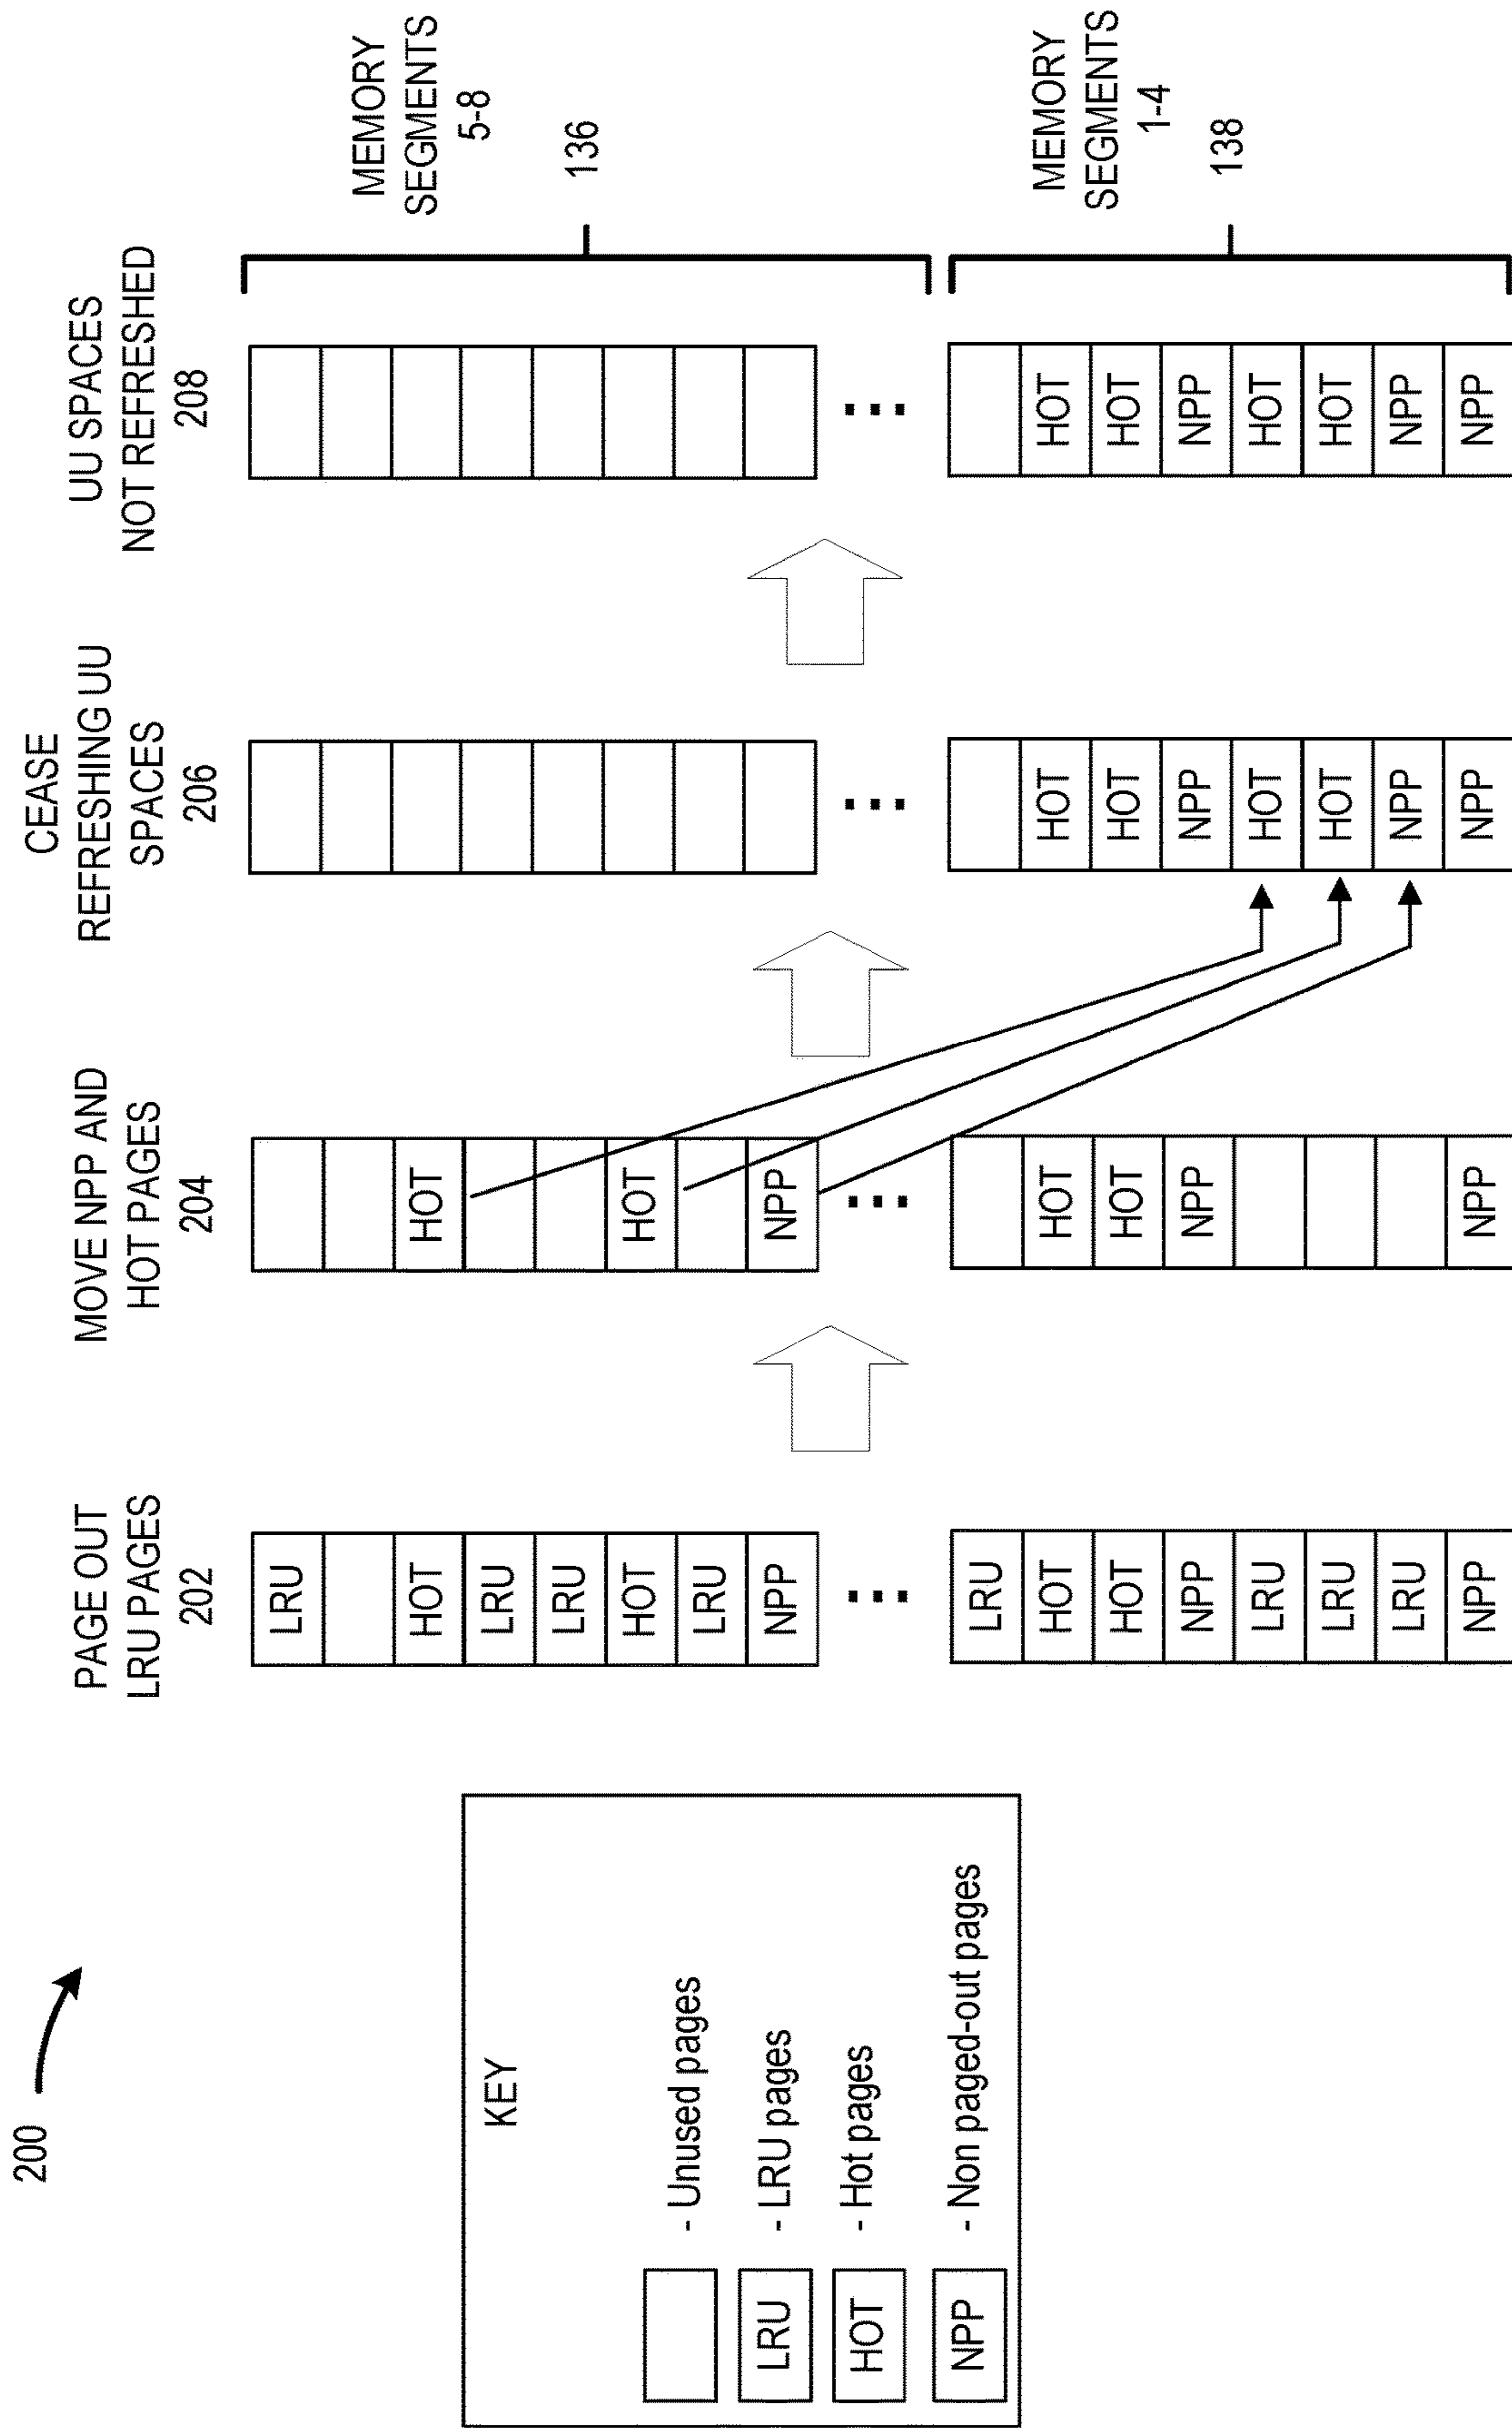 200
KEY
- Unused pages
LRU - LRU pages
HOT - Hot pages
NPP - Non paged-out pages
PAGE OUT
LRU PAGES
202
LRU
HOT
LRU
LRU
HOT
LRU
NPP
...
LRU
HOT
HOT
NPP
LRU
LRU
LRU
NPP
MOVE NPP AND
HOT PAGES
204
HOT
HOT
NPP
...
HOT
HOT
NPP
NPP
CEASE
REFRESHING UU
SPACES
206
...
HOT
HOT
NPP
HOT
HOT
NPP
NPP
UU SPACES
NOT REFRESHED
208
...
HOT
HOT
NPP
HOT
HOT
NPP
NPP
MEMORY
SEGMENTS
5-8
136
MEMORY
SEGMENTS
1-4
138